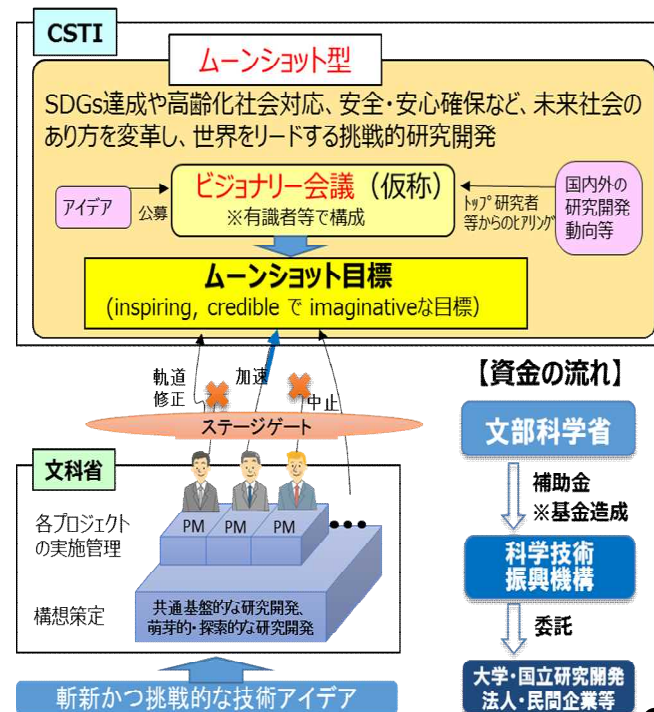 CSTI
ムーンショット型
SDGs達成や高齢化社会対応、安全・安心確保など、未来社会の
あり方を変革し、世界をリードする挑戦的研究開発
アイデア
公募
ビジョナリー会議（仮称）
※有識者等で構成
トップ研究者
等からのヒアリング
国内外の
研究開発
動向等
ムーンショット目標
(inspiring, credible で imaginativeな目標)
軌道
修正
加速
中止
ステージゲート
文科省
各プロジェクト
の実施管理
PM PM PM ●●●
構想策定
共通基盤的な研究開発、
萌芽的・探索的な研究開発
斬新かつ挑戦的な技術アイデア
【資金の流れ】
文部科学省
補助金
※基金造成
科学技術
振興機構
委託
大学・国立研究開発
法人・民間企業等